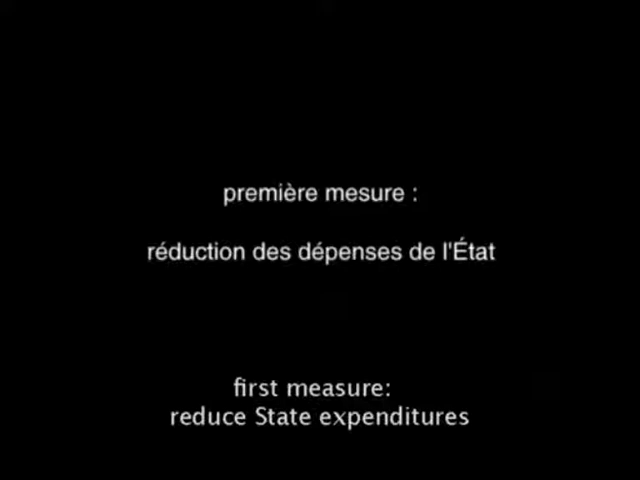 première mesure :
réduction des dépenses de l'État
first measure:
reduce State expenditures